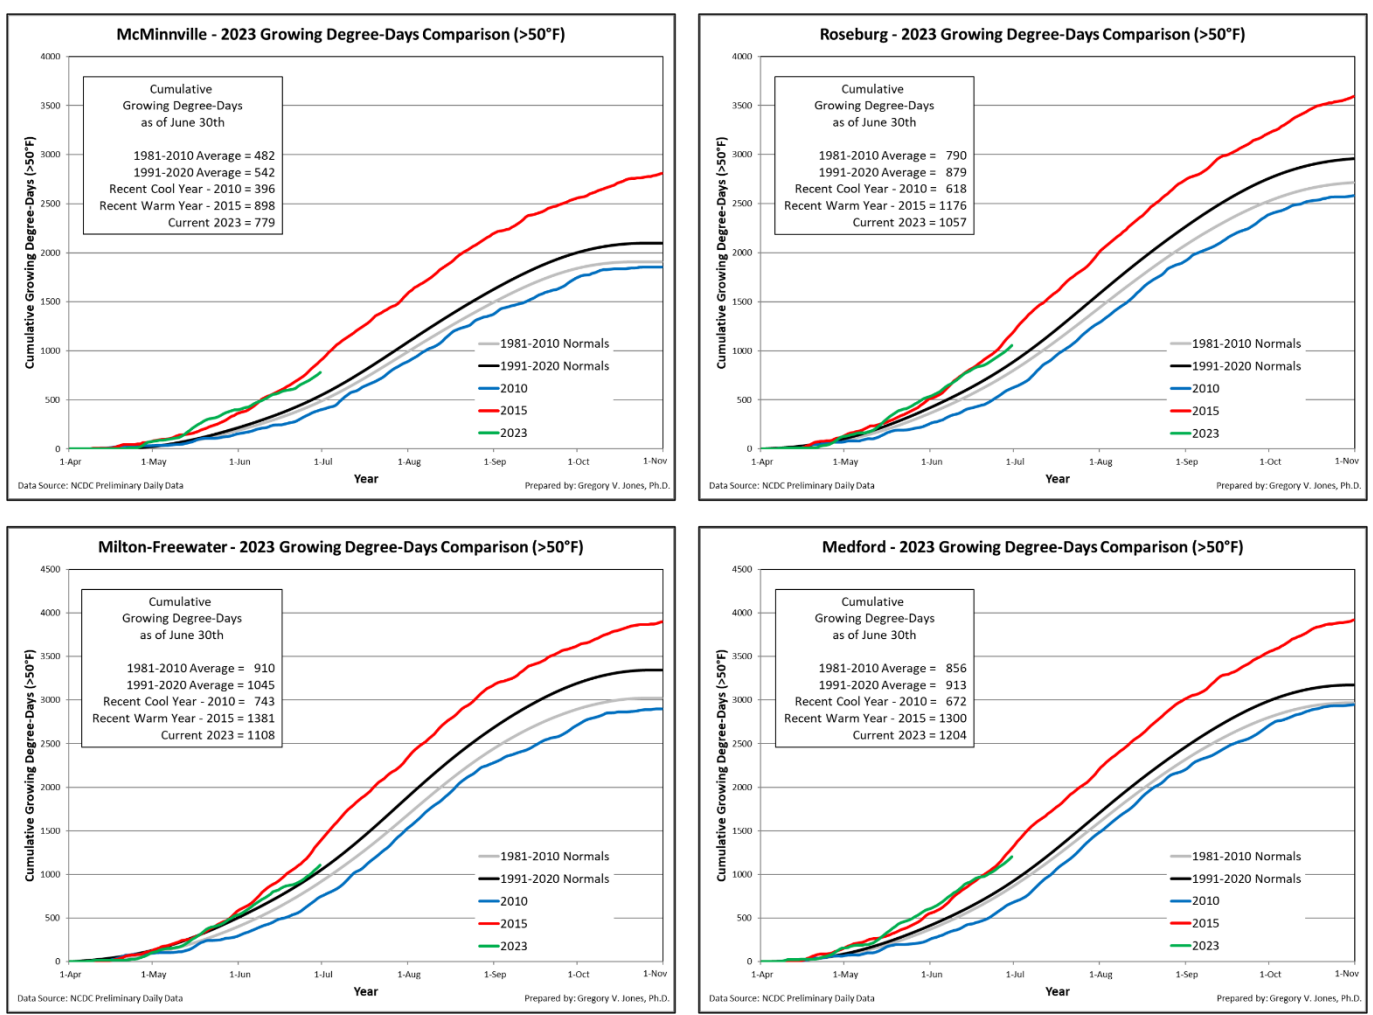 McMinnville - 2023 Growing Degree-Days Comparison (>50°F)
Cumulative Growing Degree-Days (>50°F)
4000
3500
3000
2500
2000
1500
1000
500
0
Cumulative
Growing Degree-Days
as of June 30th
1981-2010 Average = 482
1991-2020 Average = 542
Recent Cool Year - 2010 = 396
Recent Warm Year - 2015 = 898
Current 2023 = 779
1981-2010 Normals
1991-2020 Normals
2010
2015
2023
1-Apr 1-May 1-Jun 1-Jul 1-Aug 1-Sep 1-Oct 1-Nov
Year
Data Source: NCDC Preliminary Daily Data
Prepared by: Gregory V. Jones, Ph.D.
Roseburg - 2023 Growing Degree-Days Comparison (>50°F)
Cumulative Growing Degree-Days (>50°F)
4000
3500
3000
2500
2000
1500
1000
500
0
Cumulative
Growing Degree-Days
as of June 30th
1981-2010 Average = 790
1991-2020 Average = 879
Recent Cool Year - 2010 = 618
Recent Warm Year - 2015 = 1176
Current 2023 = 1057
1981-2010 Normals
1991-2020 Normals
2010
2015
2023
1-Apr 1-May 1-Jun 1-Jul 1-Aug 1-Sep 1-Oct 1-Nov
Year
Data Source: NCDC Preliminary Daily Data
Prepared by: Gregory V. Jones, Ph.D.
Milton-Freewater - 2023 Growing Degree-Days Comparison (>50°F)
Cumulative Growing Degree-Days (>50°F)
4500
4000
3500
3000
2500
2000
1500
1000
500
0
Cumulative
Growing Degree-Days
as of June 30th
1981-2010 Average = 910
1991-2020 Average = 1045
Recent Cool Year - 2010 = 743
Recent Warm Year - 2015 = 1381
Current 2023 = 1108
1981-2010 Normals
1991-2020 Normals
2010
2015
2023
1-Apr 1-May 1-Jun 1-Jul 1-Aug 1-Sep 1-Oct 1-Nov
Year
Data Source: NCDC Preliminary Daily Data
Prepared by: Gregory V. Jones, Ph.D.
Medford - 2023 Growing Degree-Days Comparison (>50°F)
Cumulative Growing Degree-Days (>50°F)
4500
4000
3500
3000
2500
2000
1500
1000
500
0
Cumulative
Growing Degree-Days
as of June 30th
1981-2010 Average = 856
1991-2020 Average = 913
Recent Cool Year - 2010 = 672
Recent Warm Year - 2015 = 1300
Current 2023 = 1204
1981-2010 Normals
1991-2020 Normals
2010
2015
2023
1-Apr 1-May 1-Jun 1-Jul 1-Aug 1-Sep 1-Oct 1-Nov
Year
Data Source: NCDC Preliminary Daily Data
Prepared by: Gregory V. Jones, Ph.D.